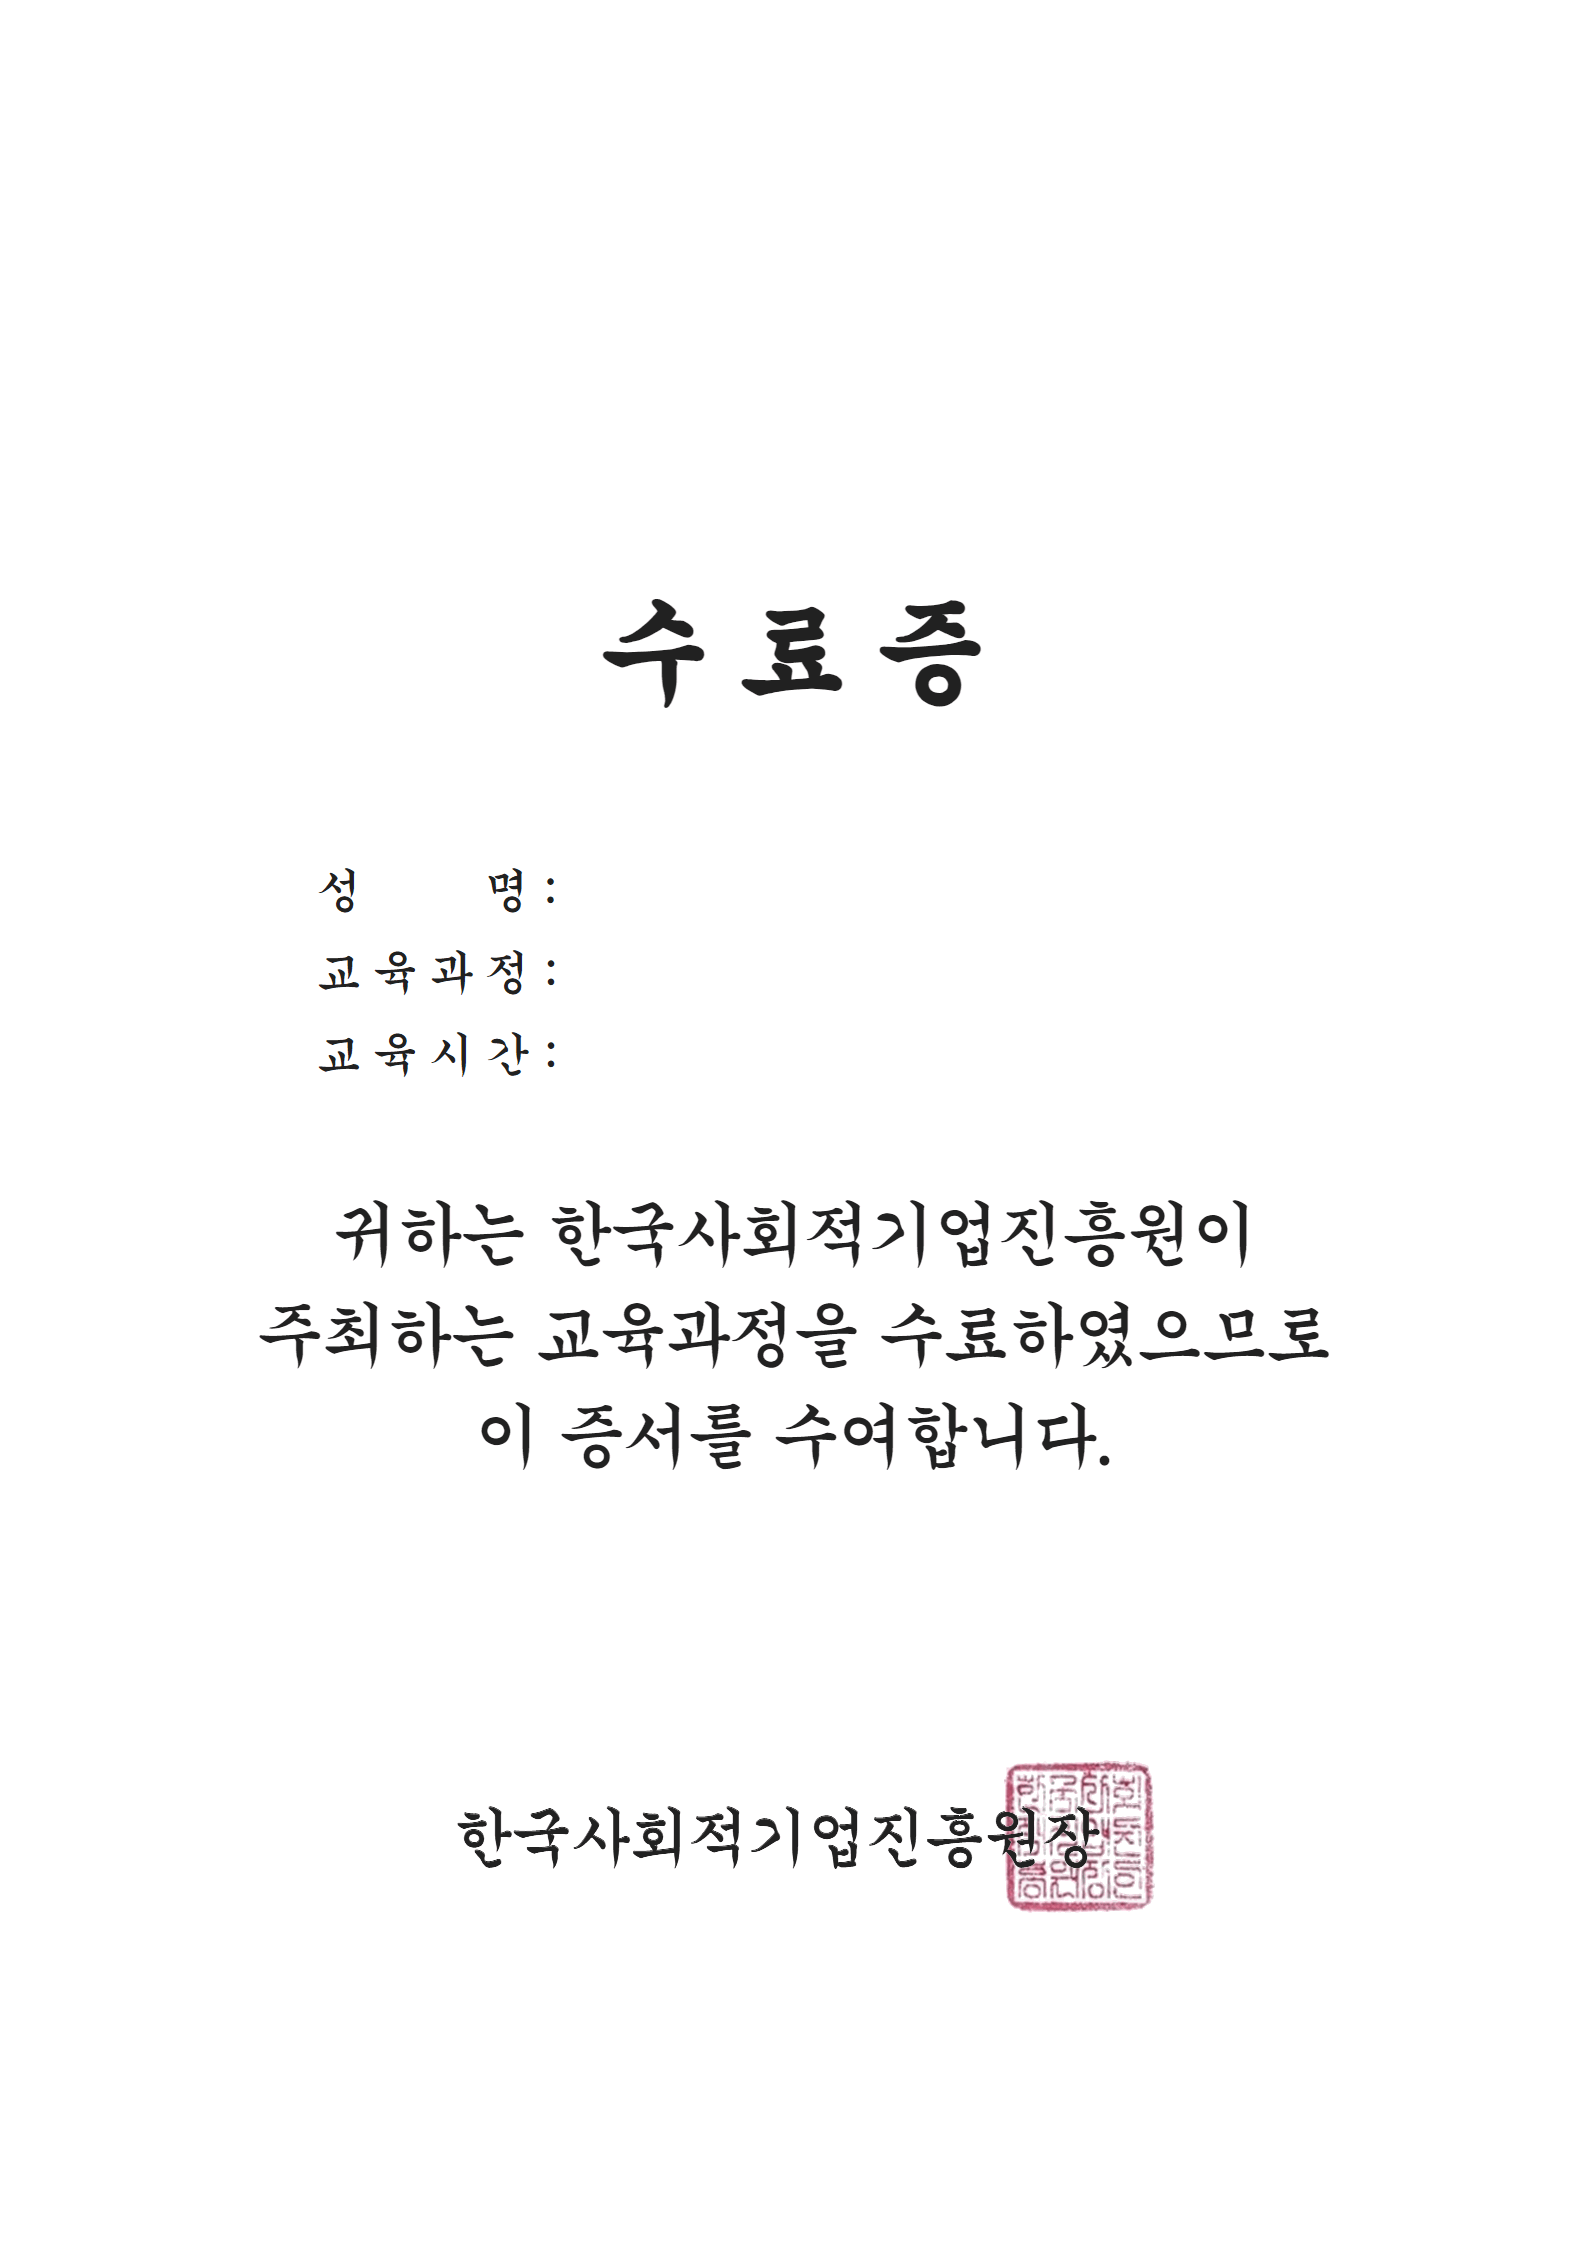 수 료 증
성 명 :
교 육 과 정 :
교 육 시 간 :
귀하는 한국사회적기업진흥원이
주최하는 교육과정을 수료하였으므로
이 증서를 수여합니다.
한국사회적기업진흥원장